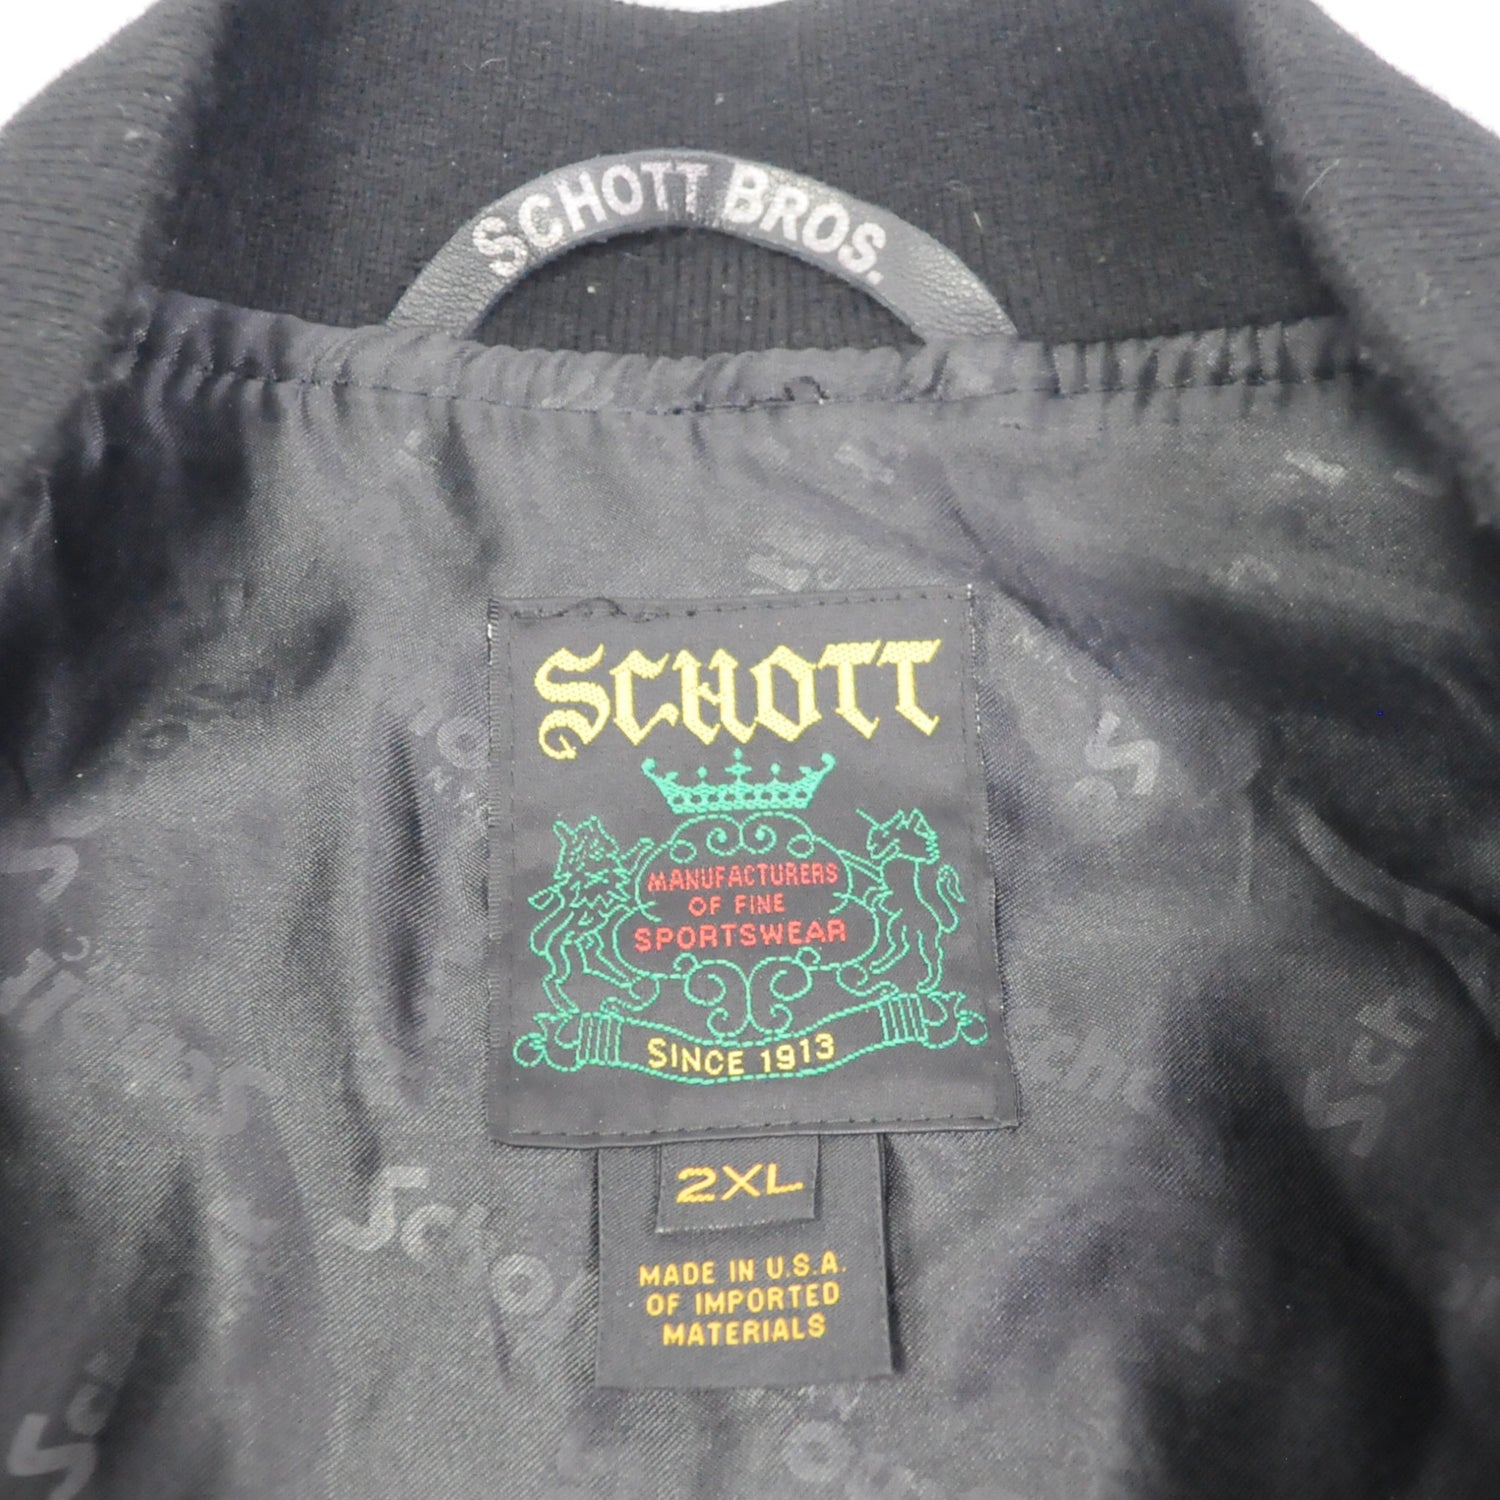 SCHOTT BROS.
SCHOTT
MANUFACTURERS
OF FINE
SPORTSWEAR
SINCE 1913
2XL
MADE IN U.S.A.
OF IMPORTED
MATERIALS